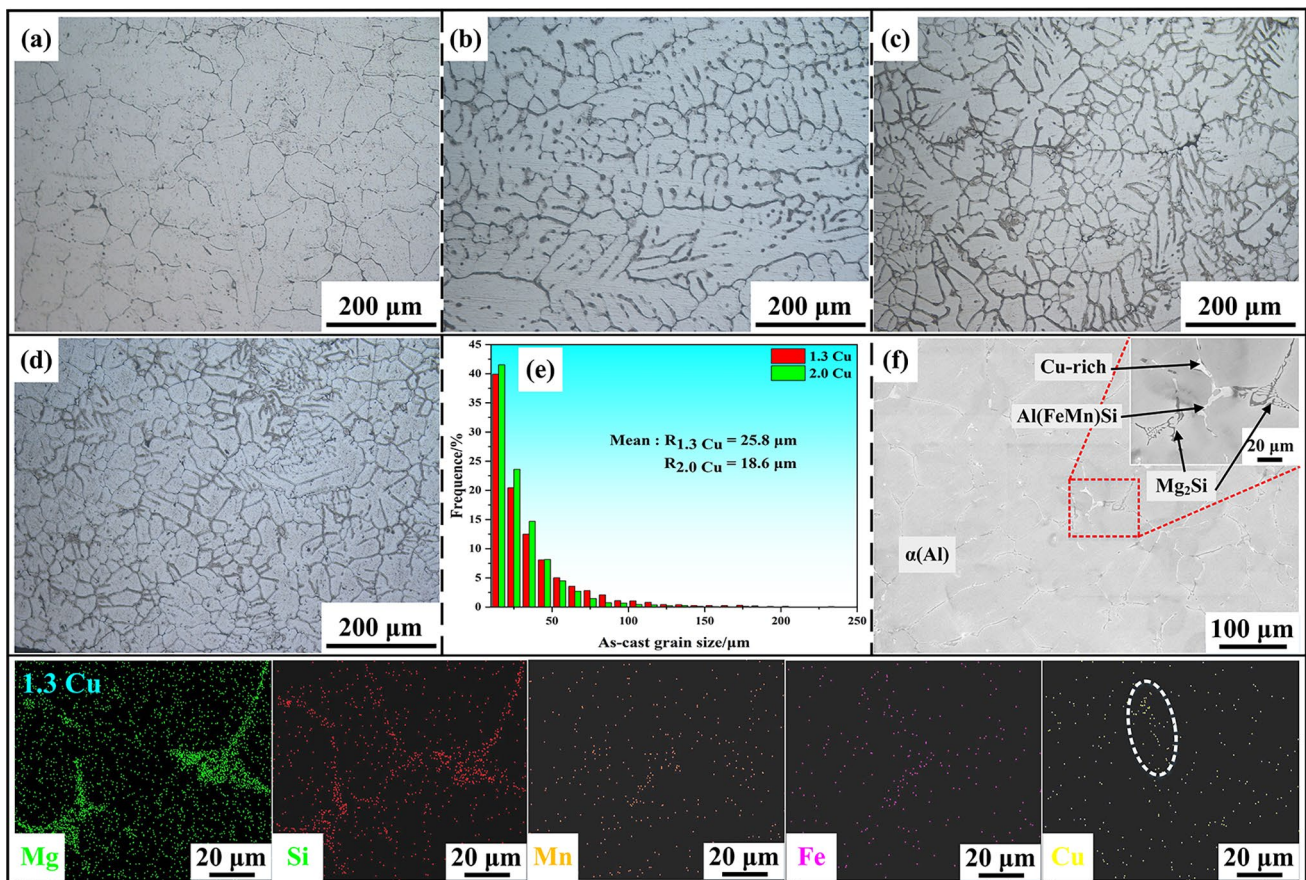 (a)
200 μm
(b)
200 μm
(c)
200 μm
(d)
200 μm
(e)
1.3 Cu
2.0 Cu
Mean : R1.3 Cu = 25.8 μm
R2.0 Cu = 18.6 μm
Frequence/%
45
40
35
30
25
20
15
10
5
0
50 100 150 200 250
As-cast grain size/μm
(f)
Cu-rich
Al(FeMn)Si
Mg₂Si
20 μm
α(Al)
100 μm
1.3 Cu
Mg
20 μm
Si
20 μm
Mn
20 μm
Fe
20 μm
Cu
20 μm